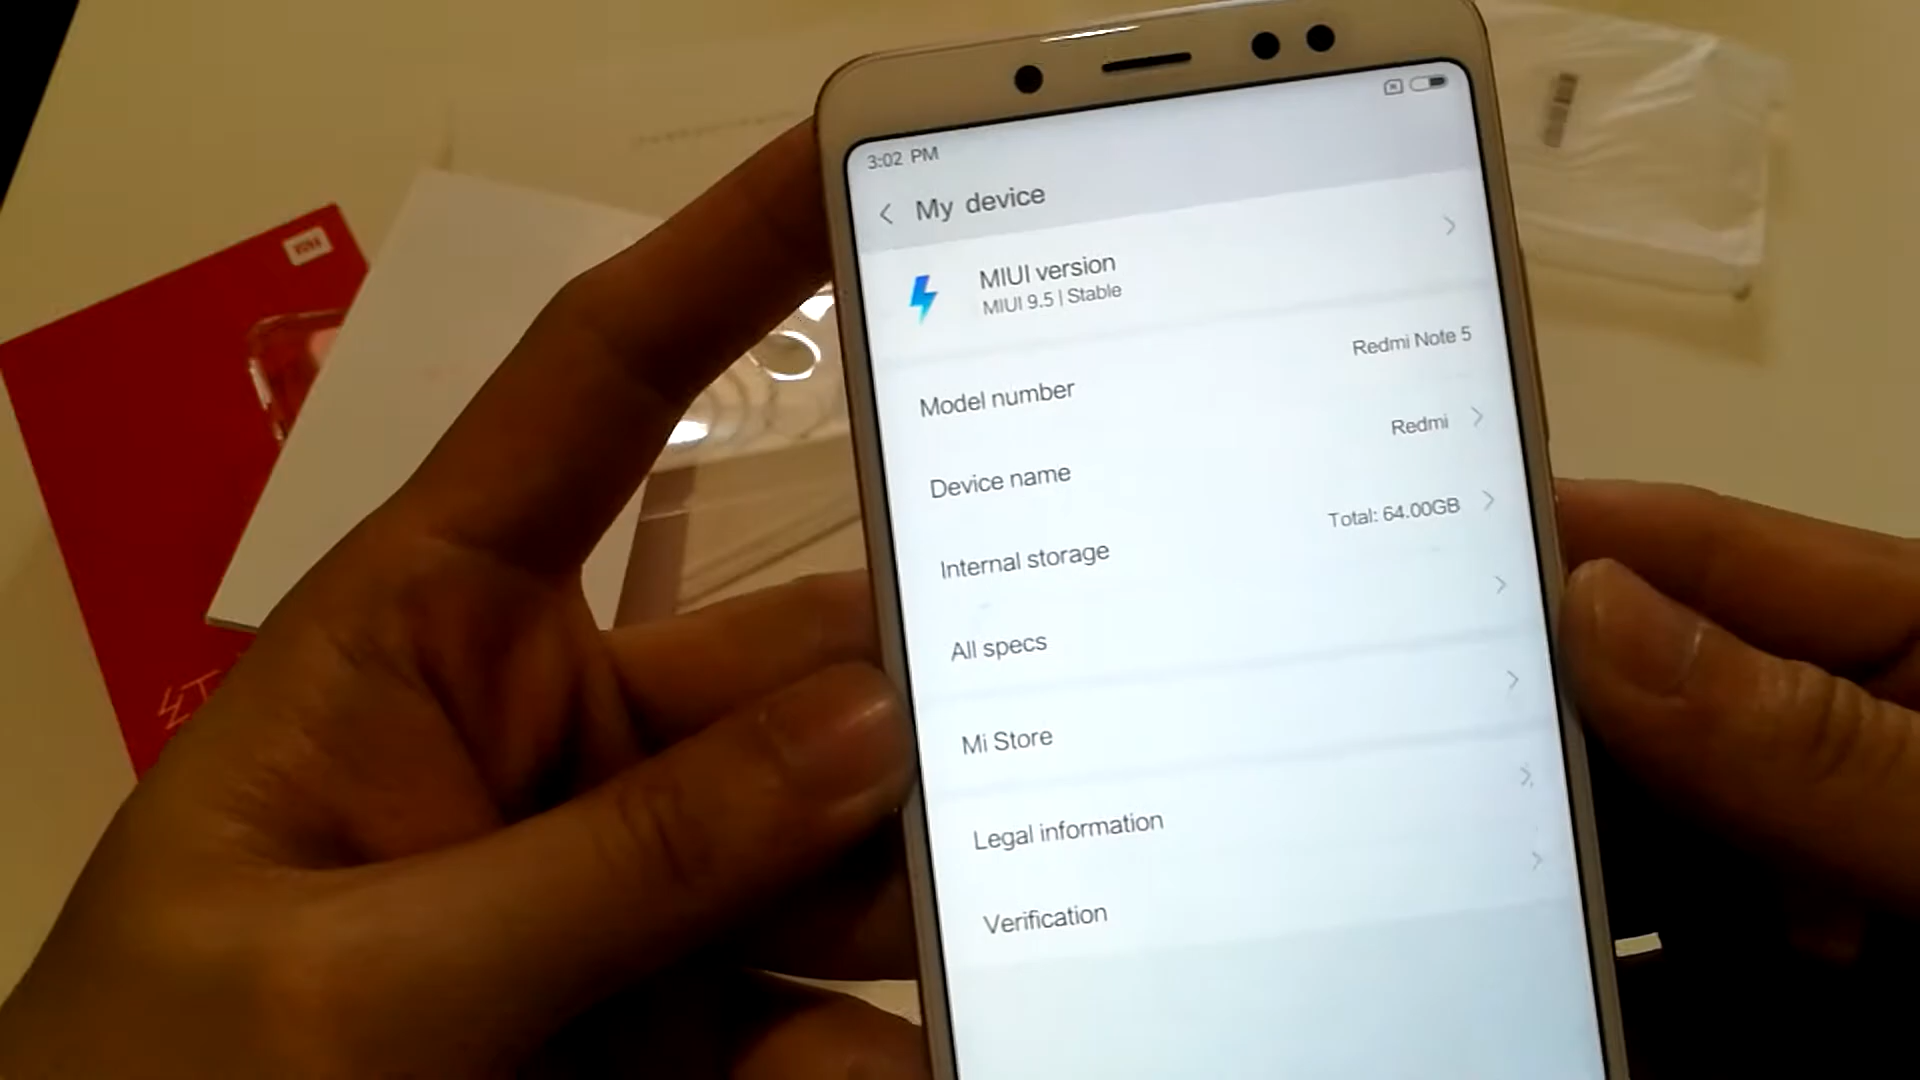 3:02 PM
My device
MIUI version
MIUI 9.5 | Stable
Model number
Redmi Note 5
Device name
Redmi
Internal storage
Total: 64.00GB
All specs
Mi Store
Legal information
Verification
红